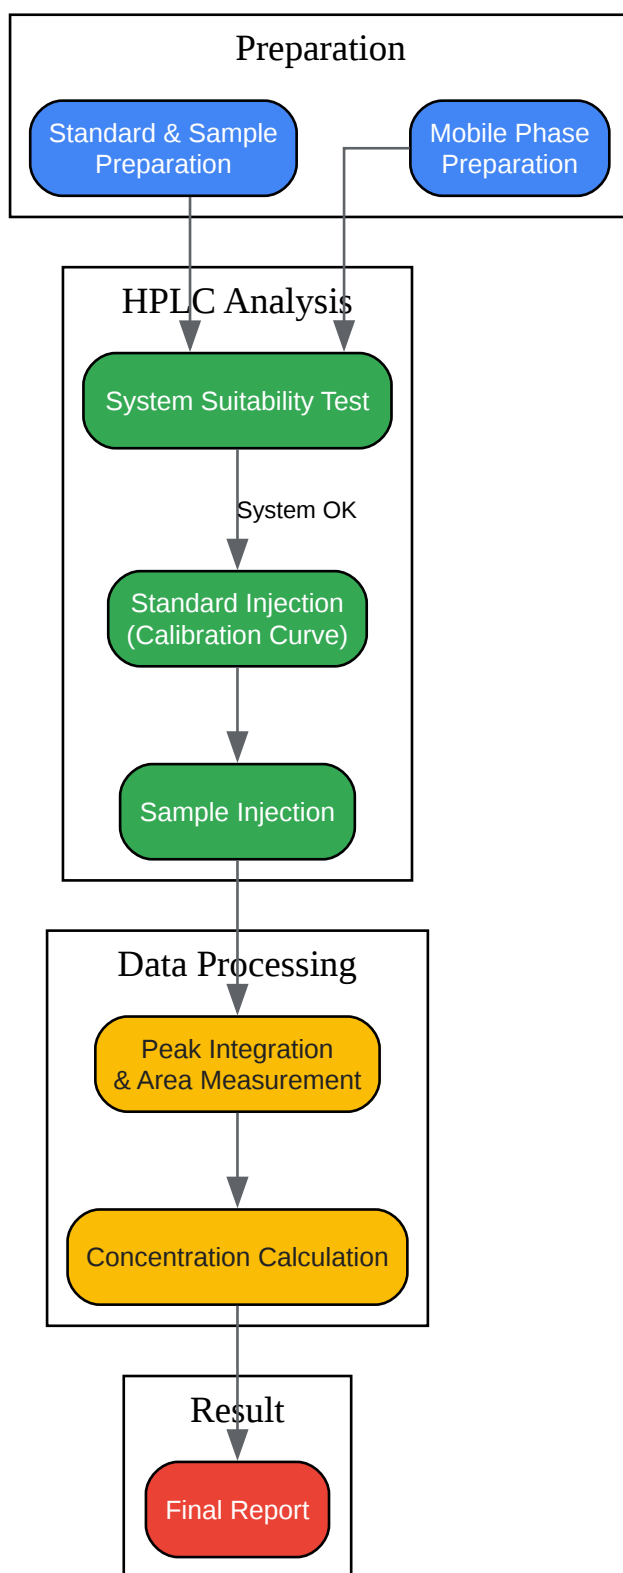 Preparation
Standard & Sample
Preparation
Mobile Phase
Preparation
HPLC Analysis
System Suitability Test
System OK
Standard Injection
(Calibration Curve)
Sample Injection
Data Processing
Peak Integration
& Area Measurement
Concentration Calculation
Result
Final Report